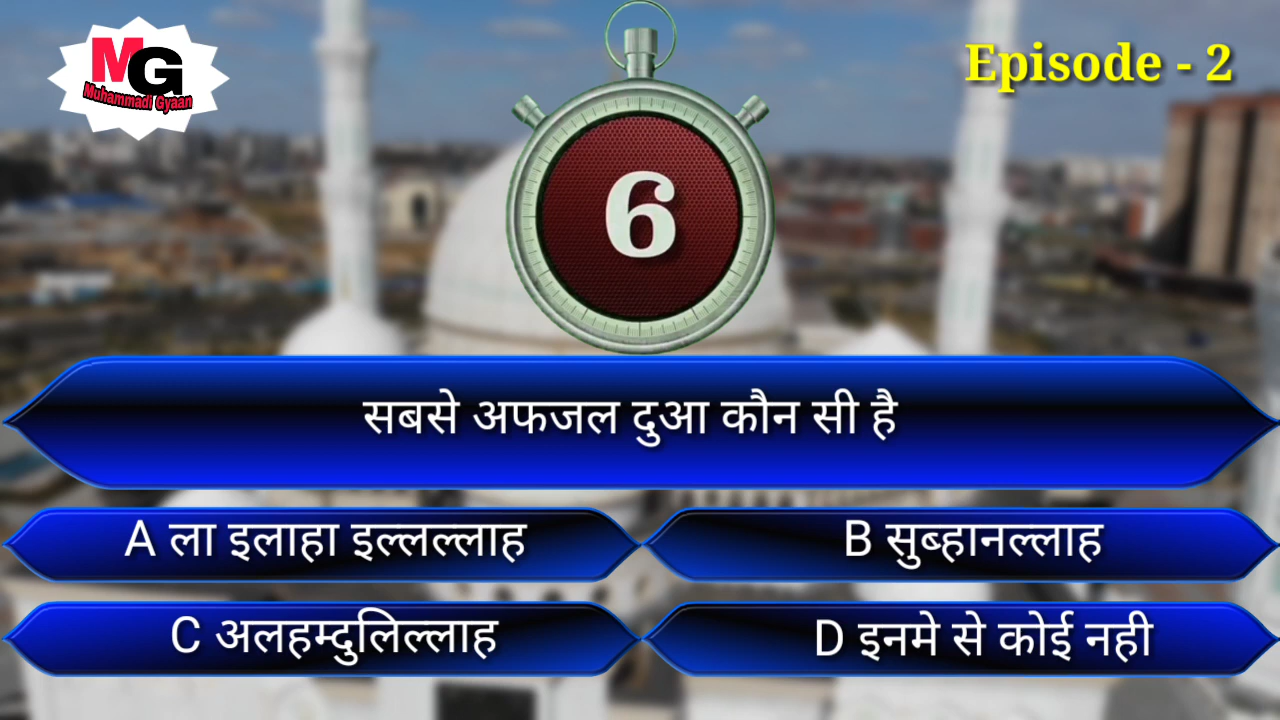 MG
Muhammadi Gyaan
Episode - 2
6
सबसे अफजल दुआ कौन सी है
A ला इलाहा इल्लल्लाह
B सुब्हानल्लाह
C अलहम्दुलिल्लाह
D इनमे से कोई नही